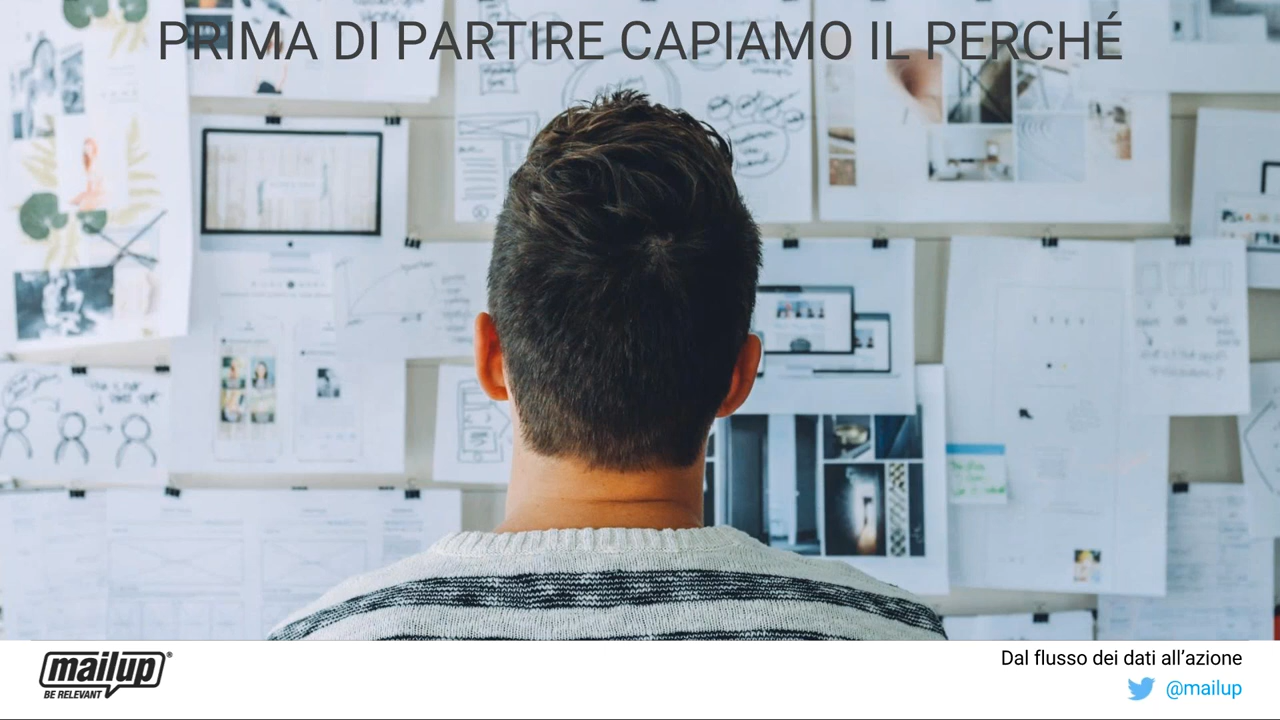 PRIMA DI PARTIRE CAPIAMO IL PERCHÉ
mailup®
BE RELEVANT
Dal flusso dei dati all’azione
@mailup